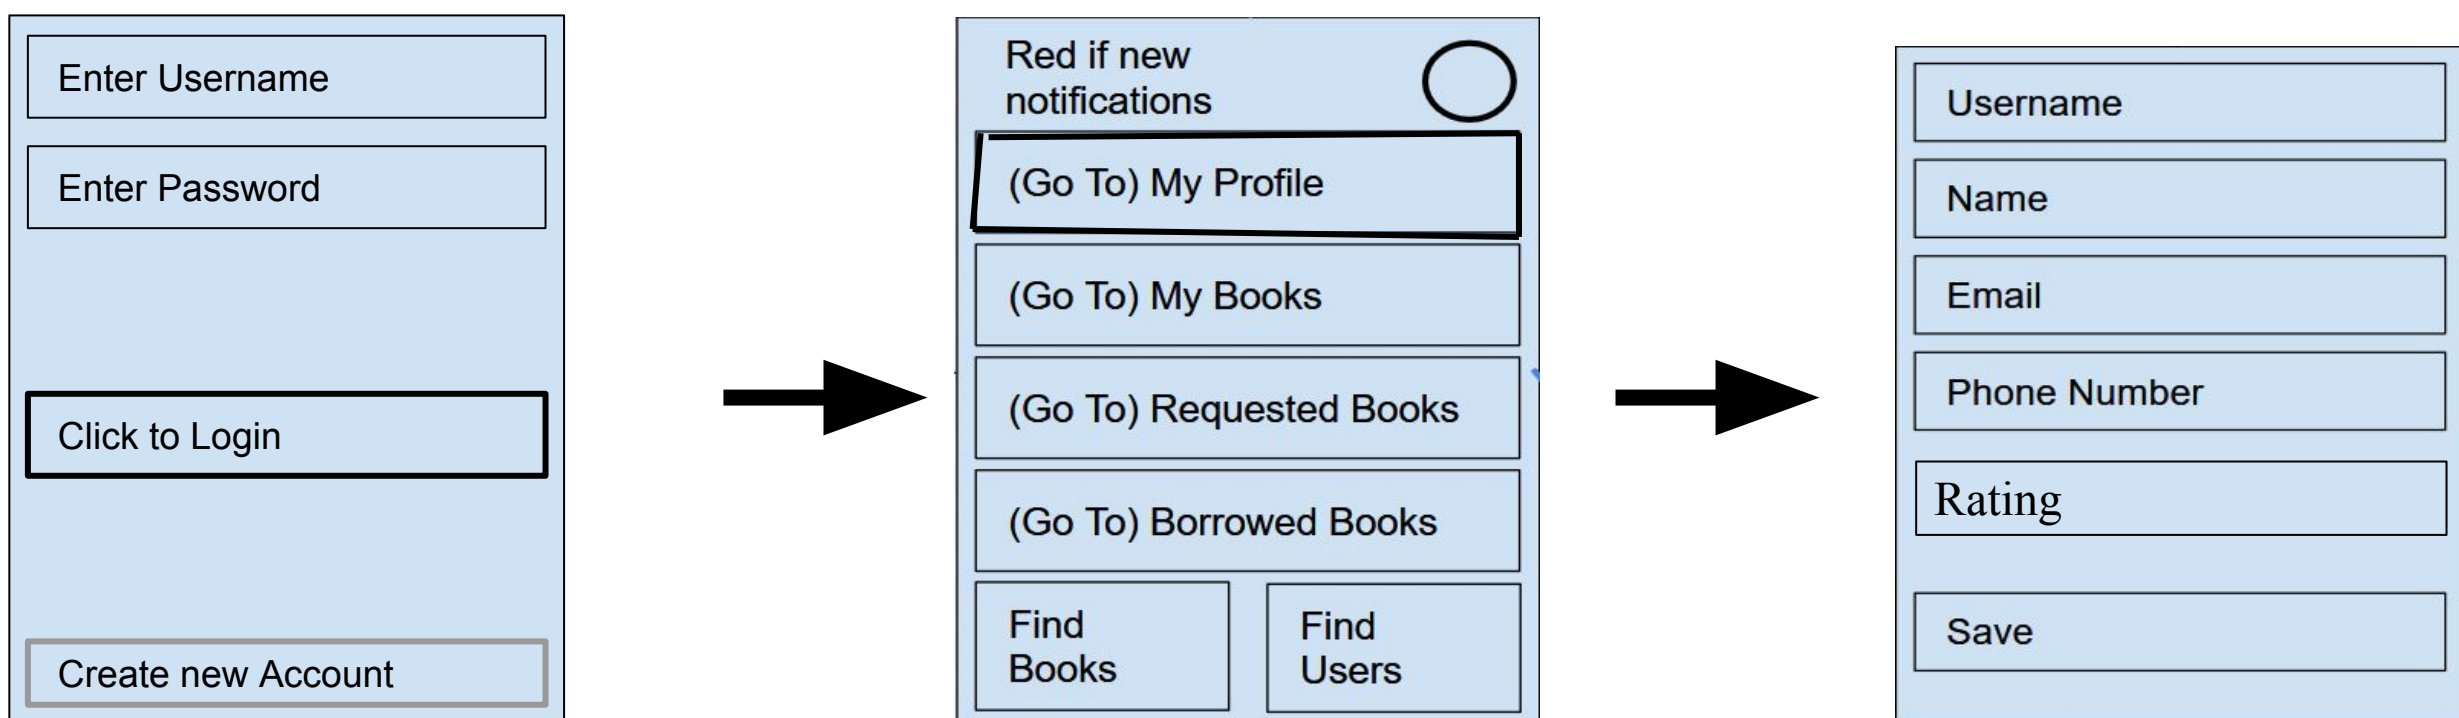 Enter Username
Enter Password
Click to Login
Create new Account
Red if new
notifications
(Go To) My Profile
(Go To) My Books
(Go To) Requested Books
(Go To) Borrowed Books
Find
Books
Find
Users
Username
Name
Email
Phone Number
Rating
Save